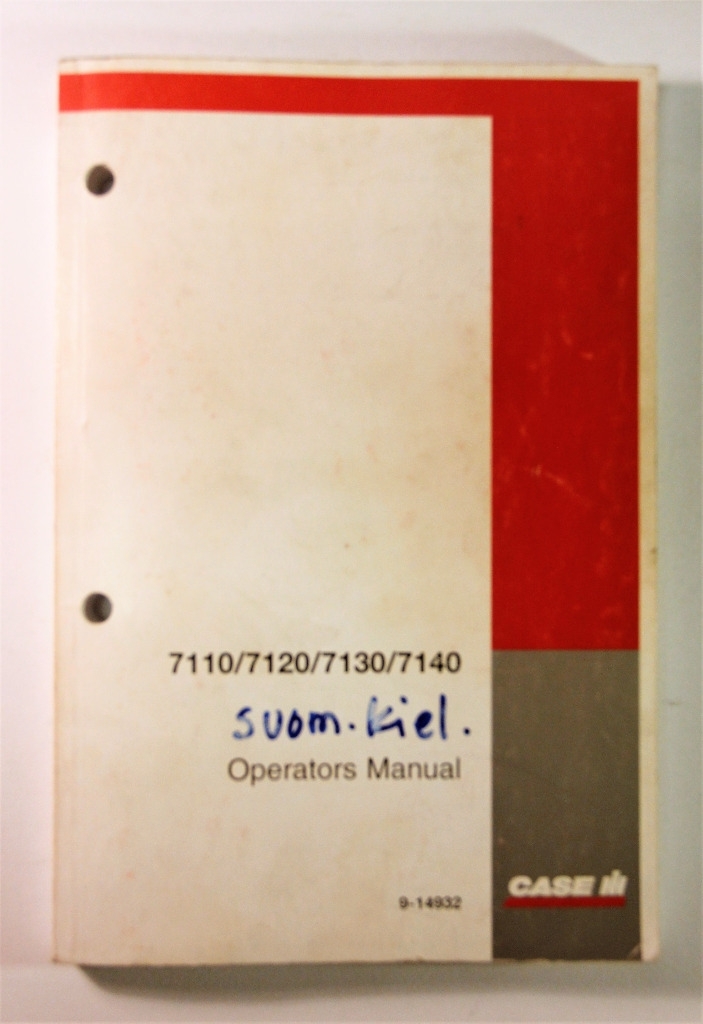 7110/7120/7130/7140
suom.kiel.
Operators Manual
9-14932
CASE IH